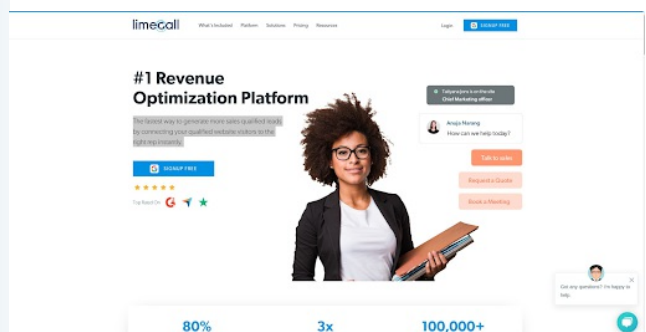 limecall
What's Included Platform Solutions Pricing Resources
Login
SIGNUP FREE
#1 Revenue
Optimization Platform
The fastest way to generate more sales qualified leads
by connecting your qualified website visitors to the
right rep instantly.
SIGNUP FREE
Top Rated On
Chief Marketing officer
Anuja Narang
How can we help today?
Talk to sales
Request a Quote
Book a Meeting
Got any questions? I'm happy to
help.
80%
3x
100,000+